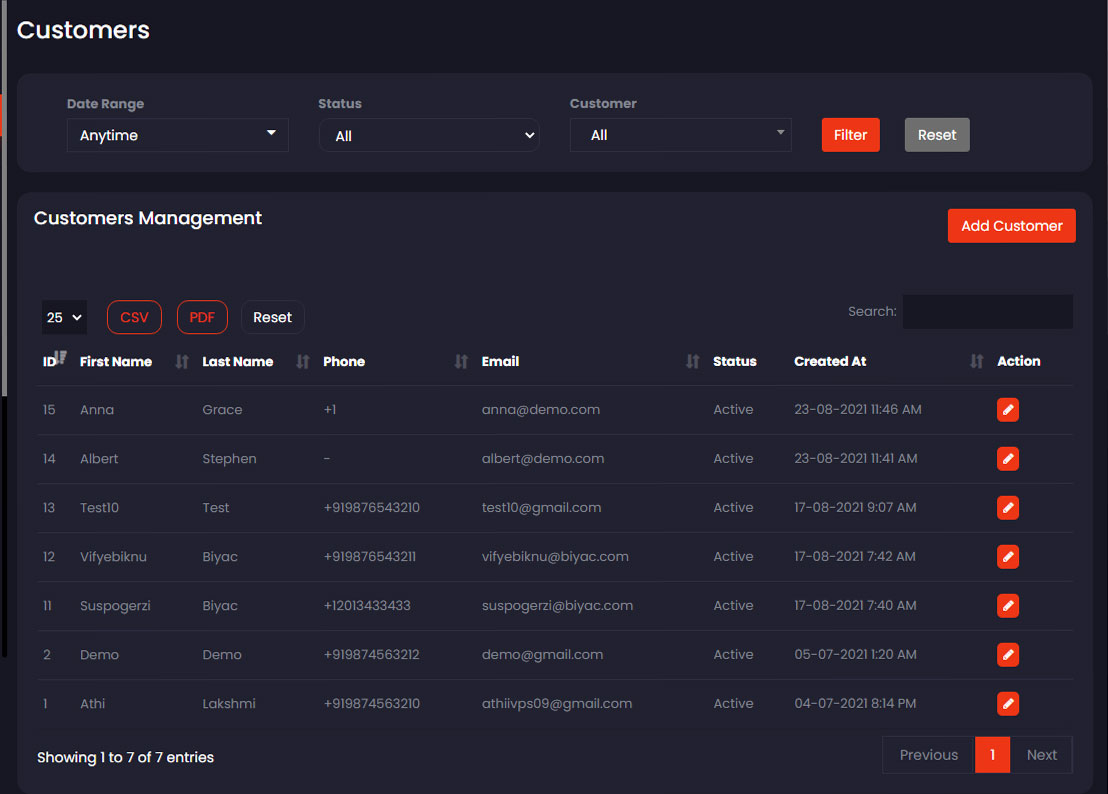 Customers
Date Range Status Customer
Anytime All All Filter Reset
Customers Management
Add Customer
25 CSV PDF Reset Search:
ID First Name Last Name Phone Email Status Created At Action
15 Anna Grace +1 anna@demo.com Active 23-08-2021 11:46 AM
14 Albert Stephen - albert@demo.com Active 23-08-2021 11:41 AM
13 Test10 Test +919876543210 test10@gmail.com Active 17-08-2021 9:07 AM
12 Vifyebiknu Biyac +919876543211 vifyebiknu@biyac.com Active 17-08-2021 7:42 AM
11 Suspogerzi Biyac +12013433433 suspogerzi@biyac.com Active 17-08-2021 7:40 AM
2 Demo Demo +919874563212 demo@gmail.com Active 05-07-2021 1:20 AM
1 Athi Lakshmi +919874563210 athiivps09@gmail.com Active 04-07-2021 8:14 PM
Showing 1 to 7 of 7 entries Previous 1 Next